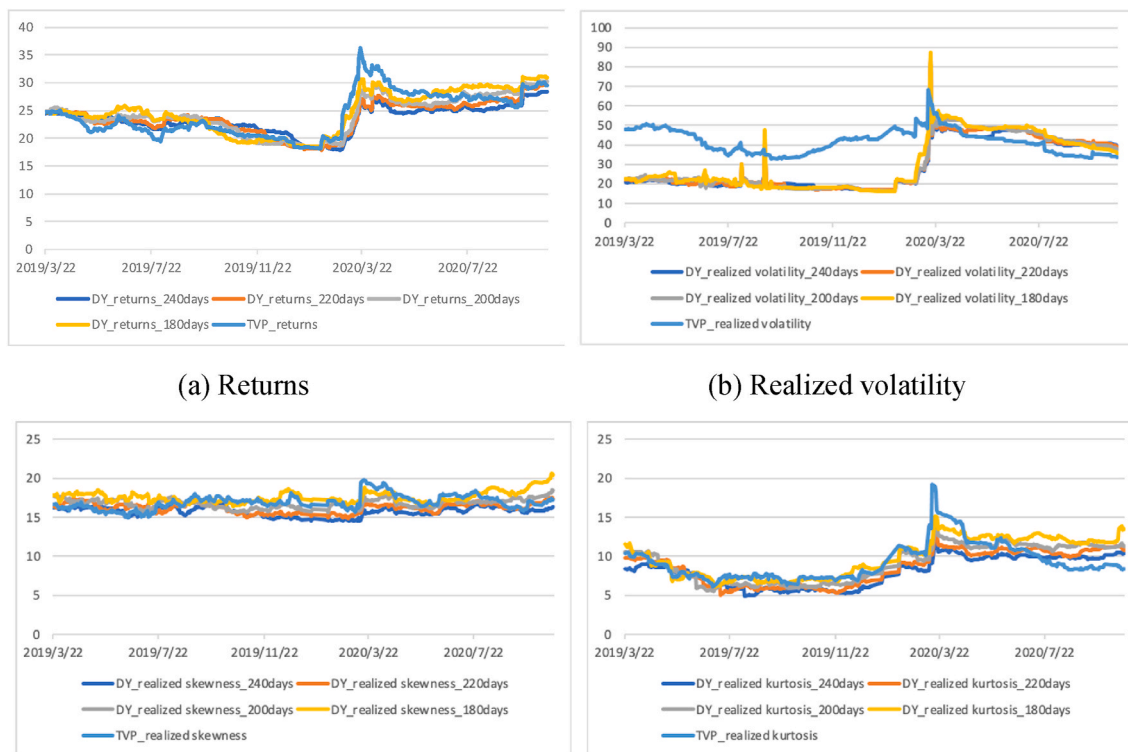 40
35
30
25
20
15
10
5
0
2019/3/22 2019/7/22 2019/11/22 2020/3/22 2020/7/22
DY_returns_240days DY_returns_220days DY_returns_200days
DY_returns_180days TVP_returns
(a) Returns
100
90
80
70
60
50
40
30
20
10
0
2019/3/22 2019/7/22 2019/11/22 2020/3/22 2020/7/22
DY_realized volatility_240days DY_realized volatility_220days
DY_realized volatility_200days DY_realized volatility_180days
TVP_realized volatility
(b) Realized volatility
25
20
15
10
5
0
2019/3/22 2019/7/22 2019/11/22 2020/3/22 2020/7/22
DY_realized skewness_240days DY_realized skewness_220days
DY_realized skewness_200days DY_realized skewness_180days
TVP_realized skewness
25
20
15
10
5
0
2019/3/22 2019/7/22 2019/11/22 2020/3/22 2020/7/22
DY_realized kurtosis_240days DY_realized kurtosis_220days
DY_realized kurtosis_200days DY_realized kurtosis_180days
TVP_realized kurtosis